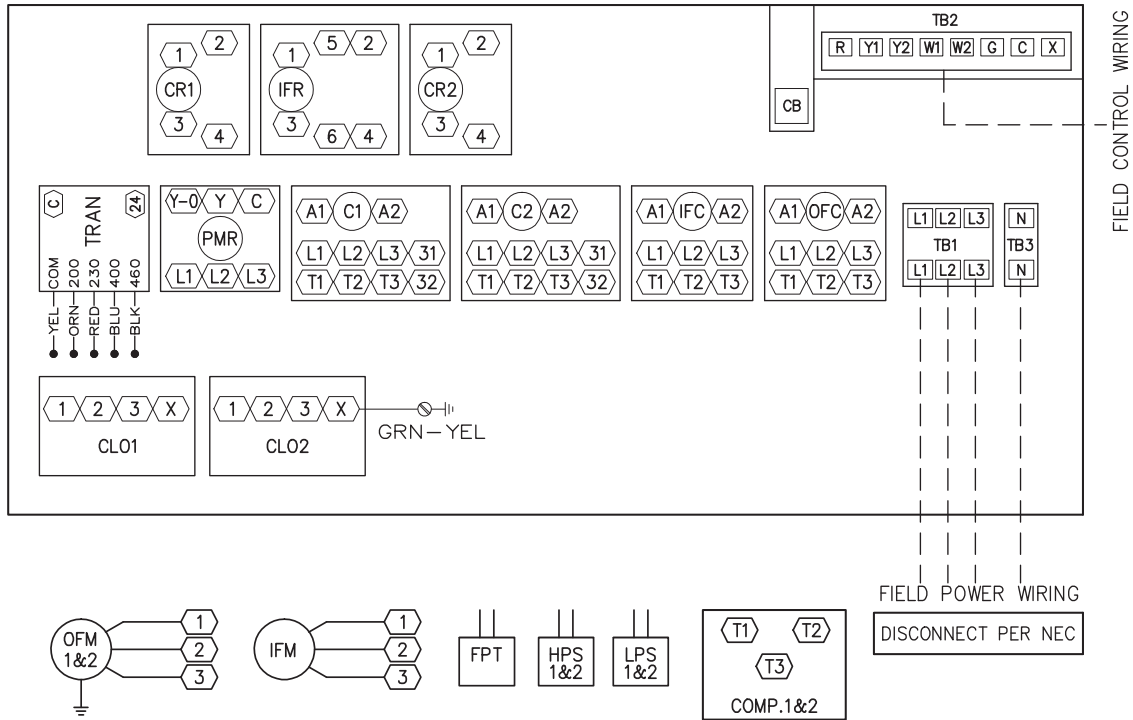 TB2
R Y1 Y2 W1 W2 G C X
CB
FIELD CONTROL WIRING
1 2
CR1
3 4
1 5 2
IFR
3 6 4
1 2
CR2
3 4
C 24
TRAN
COM 200 230 400 460
YEL ORN RED BLU BLK
Y-O Y C
PMR
L1 L2 L3
A1 C1 A2
L1 L2 L3 31
T1 T2 T3 32
A1 C2 A2
L1 L2 L3 31
T1 T2 T3 32
A1 IFC A2
L1 L2 L3
T1 T2 T3
A1 OFC A2
L1 L2 L3
T1 T2 T3
L1 L2 L3
TB1
L1 L2 L3
N
TB3
N
1 2 3 X
CLO1
1 2 3 X
CLO2
GRN-YEL
FIELD POWER WIRING
DISCONNECT PER NEC
OFM
1&2
1
2
3
IFM
1
2
3
FPT
HPS
1&2
LPS
1&2
T1 T2
T3
COMP.1&2